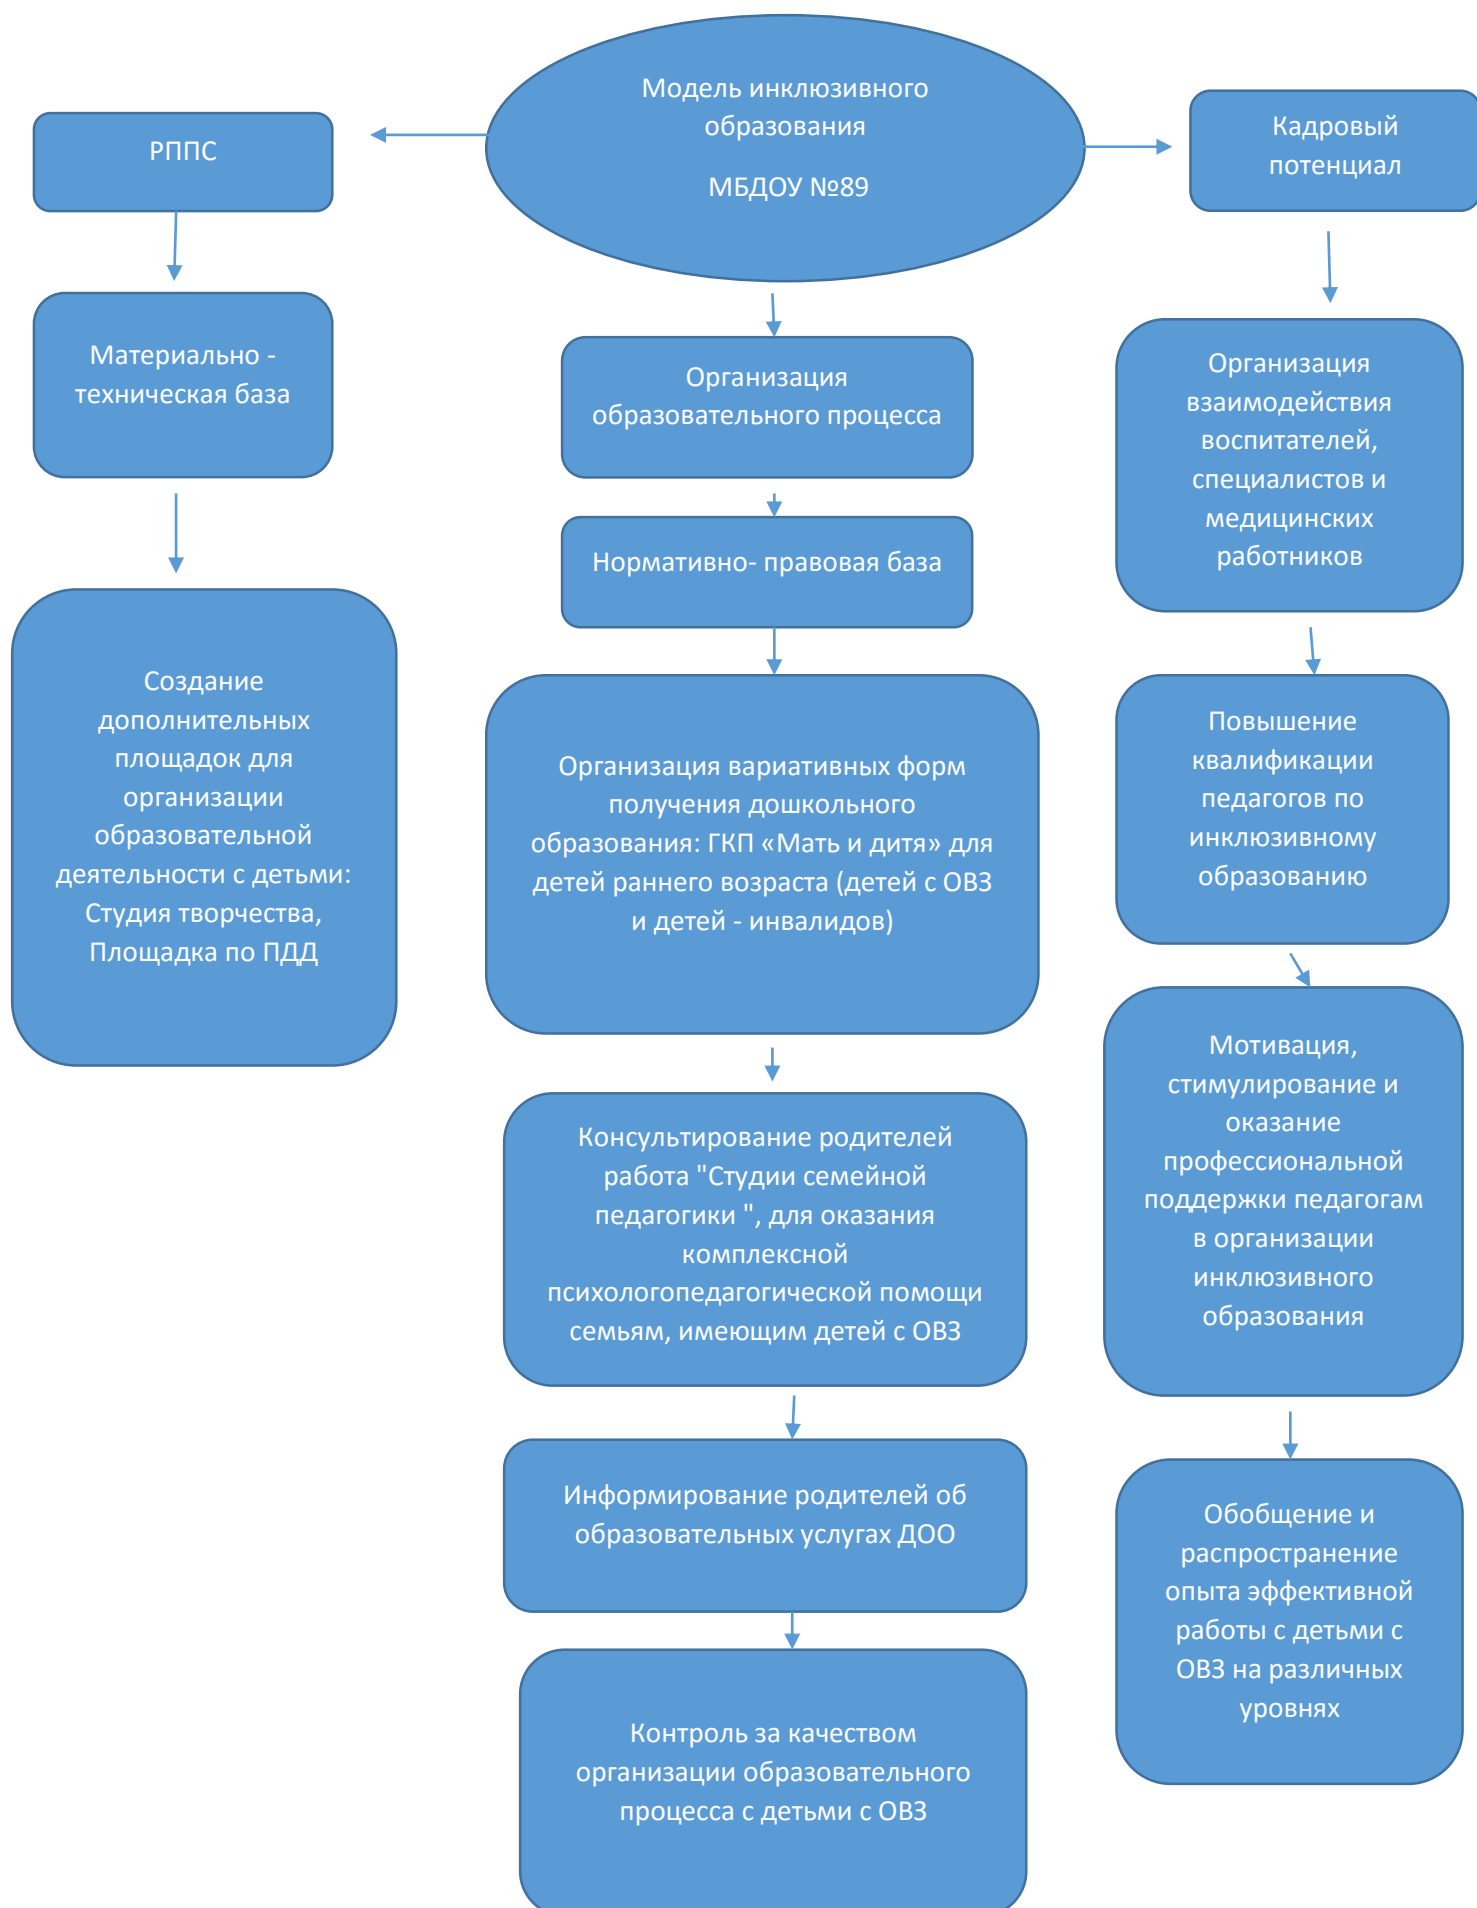 Модель инклюзивного
образования
МБДОУ №89
РППС
Материально -
техническая база
Создание
дополнительных
площадок для
организации
образовательной
деятельности с детьми:
Студия творчества,
Площадка по ПДД
Организация
образовательного процесса
Нормативно- правовая база
Организация вариативных форм
получения дошкольного
образования: ГКП «Мать и дитя» для
детей раннего возраста (детей с ОВЗ
и детей - инвалидов)
Консультирование родителей
работа "Студии семейной
педагогики ", для оказания
комплексной
психологопедагогической помощи
семьям, имеющим детей с ОВЗ
Информирование родителей об
образовательных услугах ДОО
Контроль за качеством
организации образовательного
процесса с детьми с ОВЗ
Кадровый
потенциал
Организация
взаимодействия
воспитателей,
специалистов и
медицинских
работников
Повышение
квалификации
педагогов по
инклюзивному
образованию
Мотивация,
стимулирование и
оказание
профессиональной
поддержки педагогам
в организации
инклюзивного
образования
Обобщение и
распространение
опыта эффективной
работы с детьми с
ОВЗ на различных
уровнях